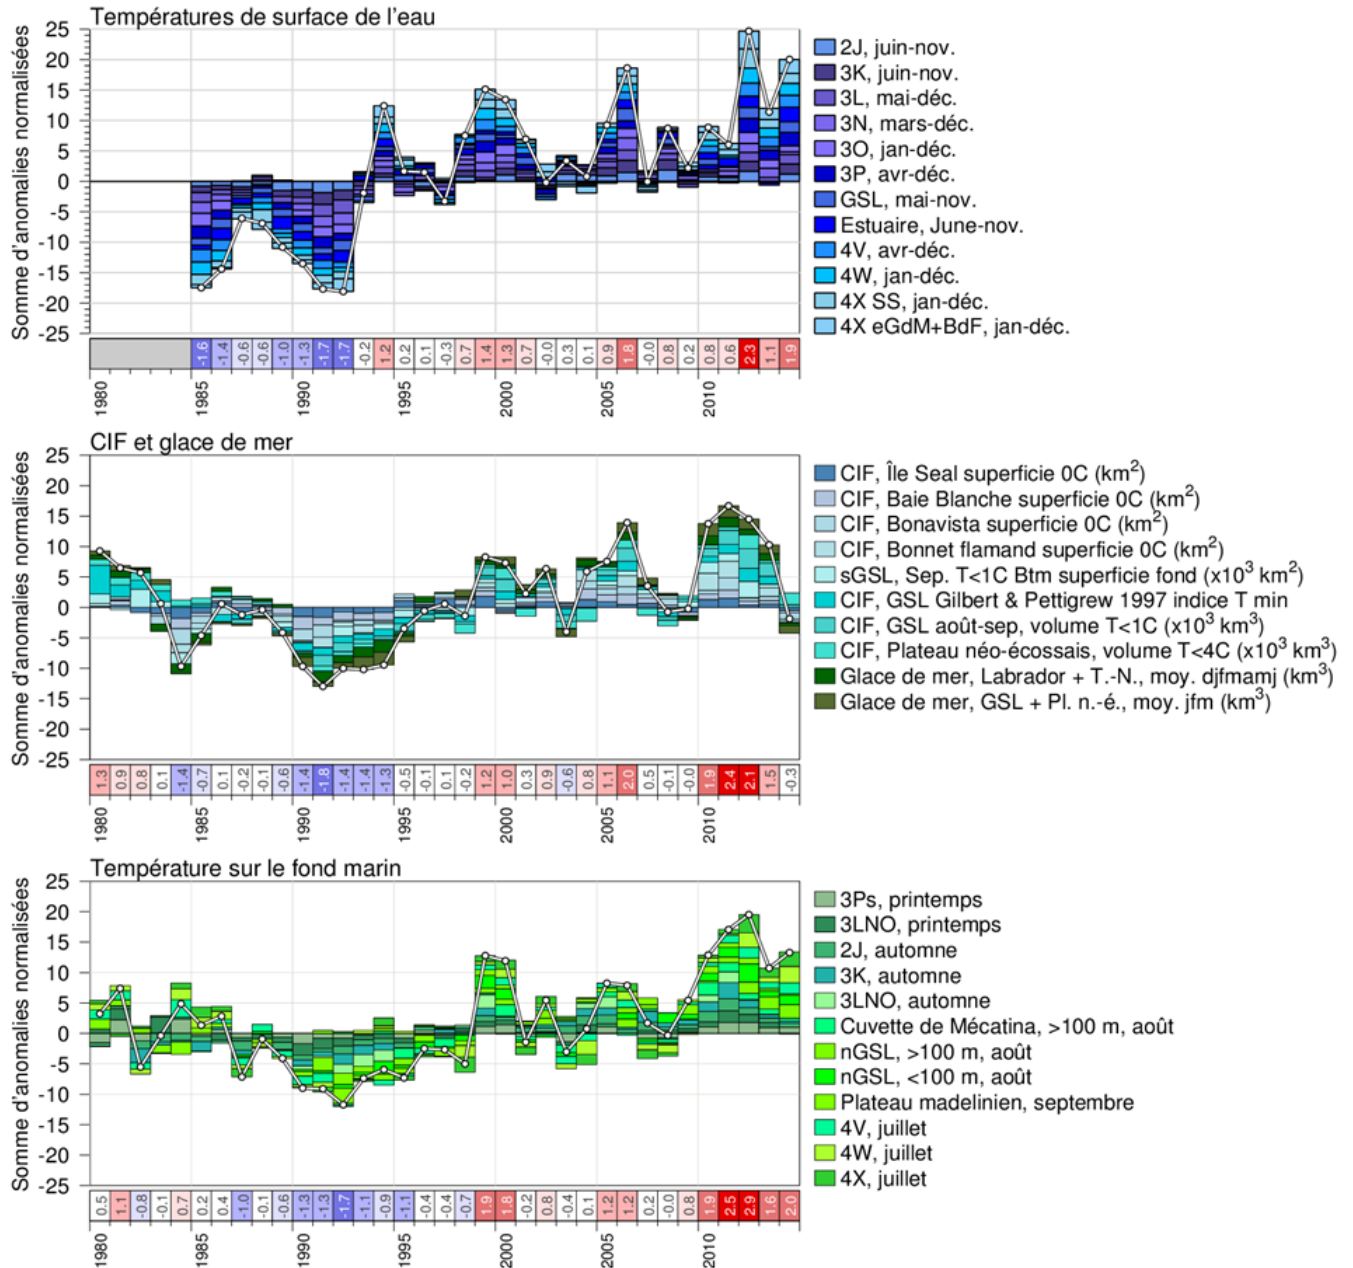 Températures de surface de l'eau
Somme d'anomalies normalisées
25
20
15
10
5
0
-5
-10
-15
-20
-25
2J, juin-nov.
3K, juin-nov.
3L, mai-déc.
3N, mars-déc.
3O, jan-déc.
3P, avr-déc.
GSL, mai-nov.
Estuaire, June-nov.
4V, avr-déc.
4W, jan-déc.
4X SS, jan-déc.
4X eGdM+BdF, jan-déc.
-1.6 -1.4 -0.6 -0.6 -1.0 -1.3 -1.7 -1.7 -0.2 1.2 0.2 0.1 -0.3 0.7 1.4 1.3 0.7 -0.0 0.3 0.1 0.9 1.8 -0.0 0.8 0.2 0.8 0.6 2.3 1.1 1.9
1980 1985 1990 1995 2000 2005 2010
CIF et glace de mer
Somme d'anomalies normalisées
25
20
15
10
5
0
-5
-10
-15
-20
-25
CIF, Île Seal superficie 0C (km²)
CIF, Baie Blanche superficie 0C (km²)
CIF, Bonavista superficie 0C (km²)
CIF, Bonnet flamand superficie 0C (km²)
sGSL, Sep. T<1C Btm superficie fond (x10³ km²)
CIF, GSL Gilbert & Pettigrew 1997 indice T min
CIF, GSL août-sep, volume T<1C (x10³ km³)
CIF, Plateau néo-écossais, volume T<4C (x10³ km³)
Glace de mer, Labrador + T.-N., moy. djfmamj (km³)
Glace de mer, GSL + Pl. n.-é., moy. jfm (km³)
1.3 0.9 0.8 0.1 -1.4 -0.7 0.1 -0.2 -0.1 -0.6 -1.4 -1.8 -1.4 -1.4 -1.3 -0.5 -0.1 0.1 -0.2 1.2 1.0 0.3 0.9 -0.6 0.8 1.1 2.0 0.5 -0.1 -0.0 1.9 2.4 2.1 1.5 -0.3
1980 1985 1990 1995 2000 2005 2010
Température sur le fond marin
Somme d'anomalies normalisées
25
20
15
10
5
0
-5
-10
-15
-20
-25
3Ps, printemps
3LNO, printemps
2J, automne
3K, automne
3LNO, automne
Cuvette de Mécatina, >100 m, août
nGSL, >100 m, août
nGSL, <100 m, août
Plateau madelinien, septembre
4V, juillet
4W, juillet
4X, juillet
0.5 1.1 -0.8 -0.1 0.7 0.2 0.4 -1.0 -0.1 -0.6 -1.3 -1.3 -1.7 -1.1 -0.9 -1.1 -0.4 -0.4 -0.7 1.9 1.8 -0.2 0.8 -0.4 0.1 1.2 1.2 0.2 -0.0 0.8 1.9 2.5 2.9 1.6 2.0
1980 1985 1990 1995 2000 2005 2010